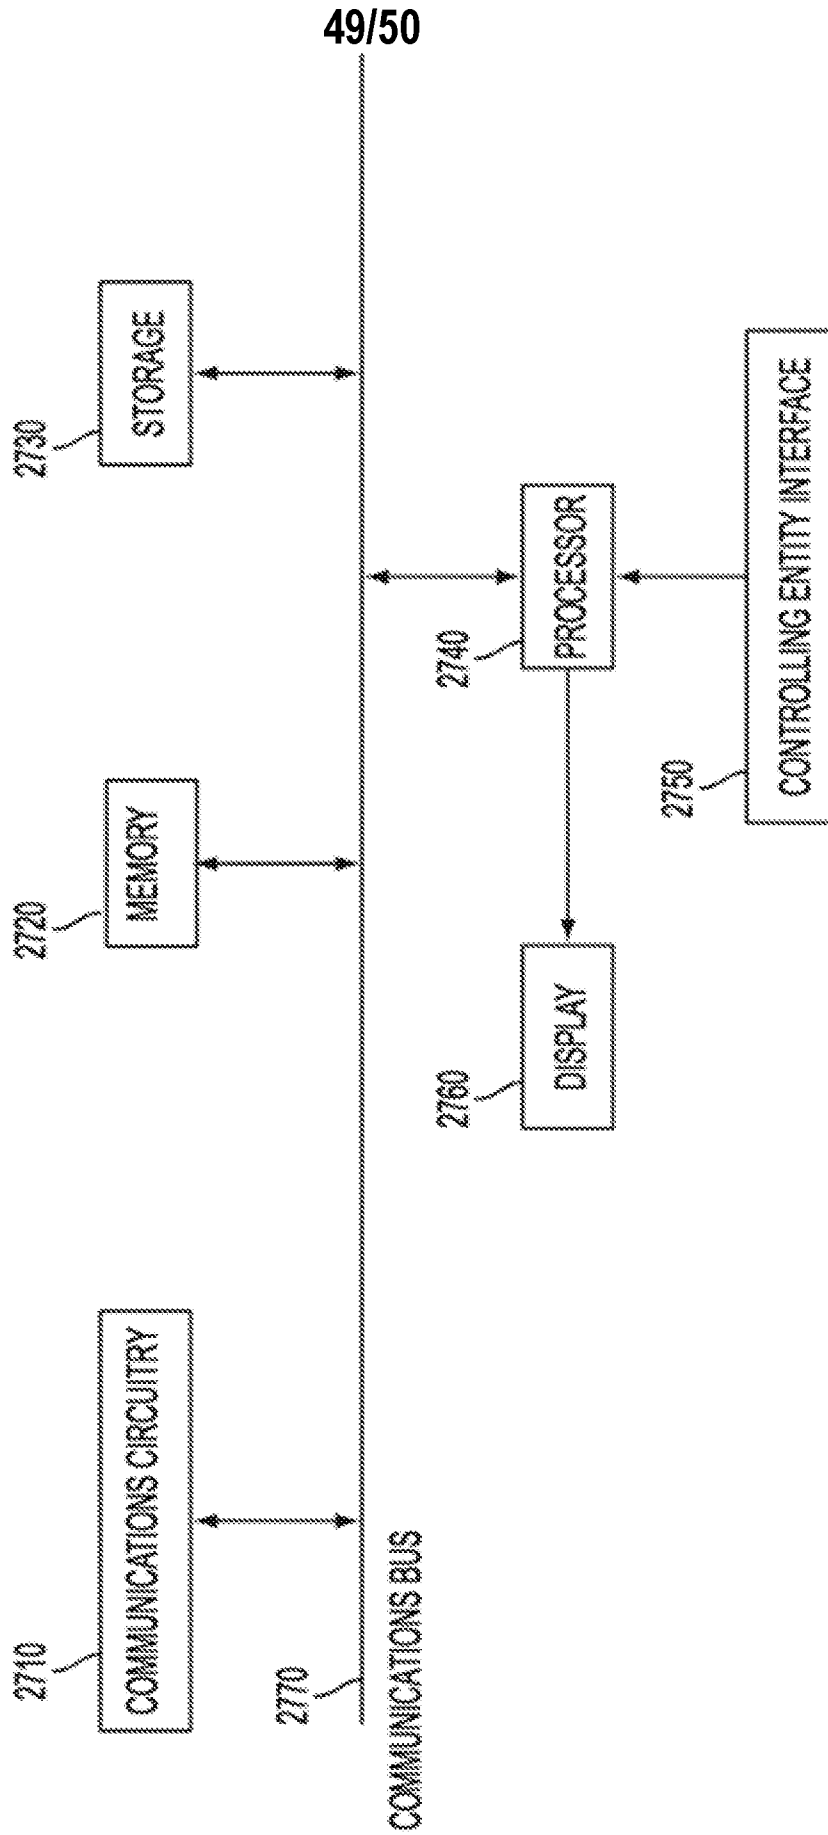 49/50
2710
COMMUNICATIONS CIRCUITRY
2720
MEMORY
2730
STORAGE
2770
COMMUNICATIONS BUS
2760
DISPLAY
2740
PROCESSOR
2750
CONTROLLING ENTITY INTERFACE